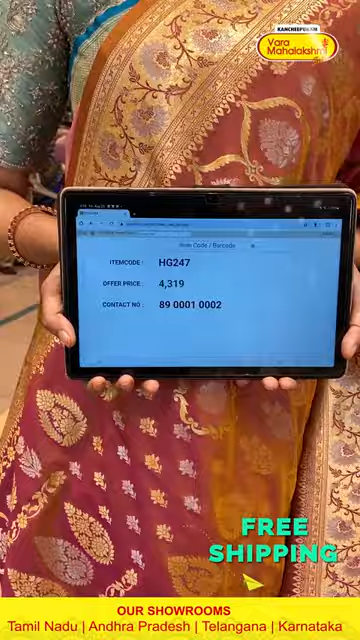 KANCHEEPURAM
Vara
Mahalakshmi
Item Code / Barcode
ITEMCODE : HG247
OFFER PRICE : 4,319
CONTACT NO : 89 0001 0002
FREE
SHIPPING
OUR SHOWROOMS
Tamil Nadu | Andhra Pradesh | Telangana | Karnataka